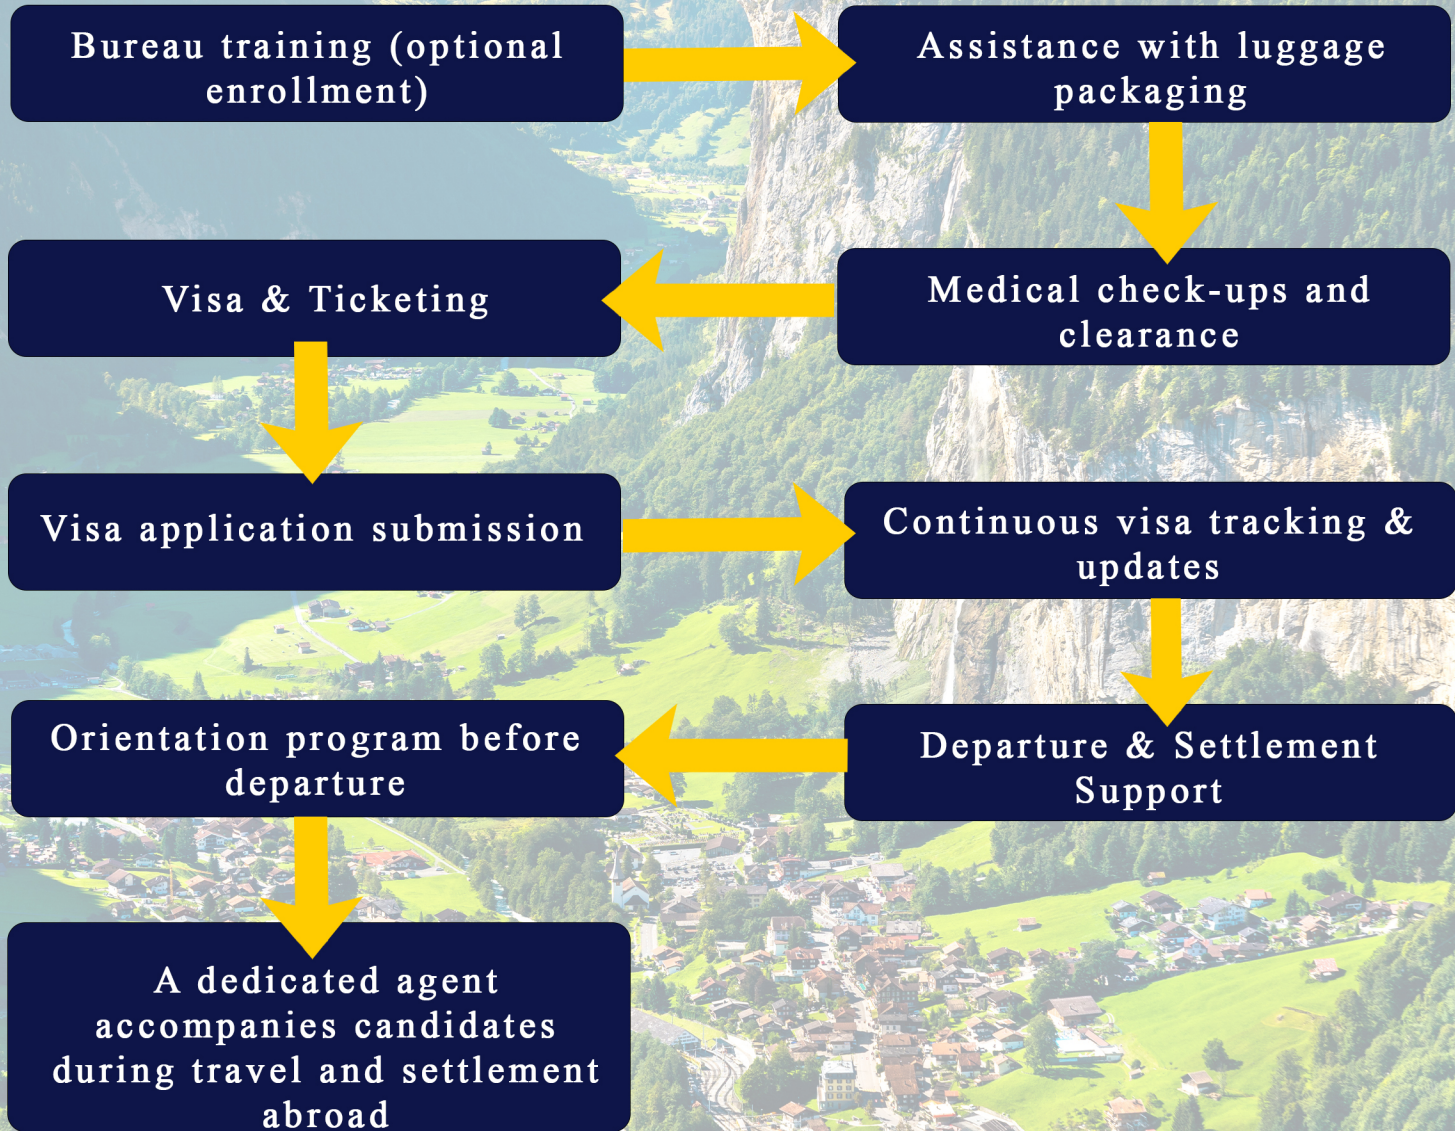 Bureau training (optional
enrollment)
Assistance with luggage
packaging
Medical check-ups and
clearance
Visa & Ticketing
Visa application submission
Continuous visa tracking &
updates
Departure & Settlement
Support
Orientation program before
departure
A dedicated agent
accompanies candidates
during travel and settlement
abroad